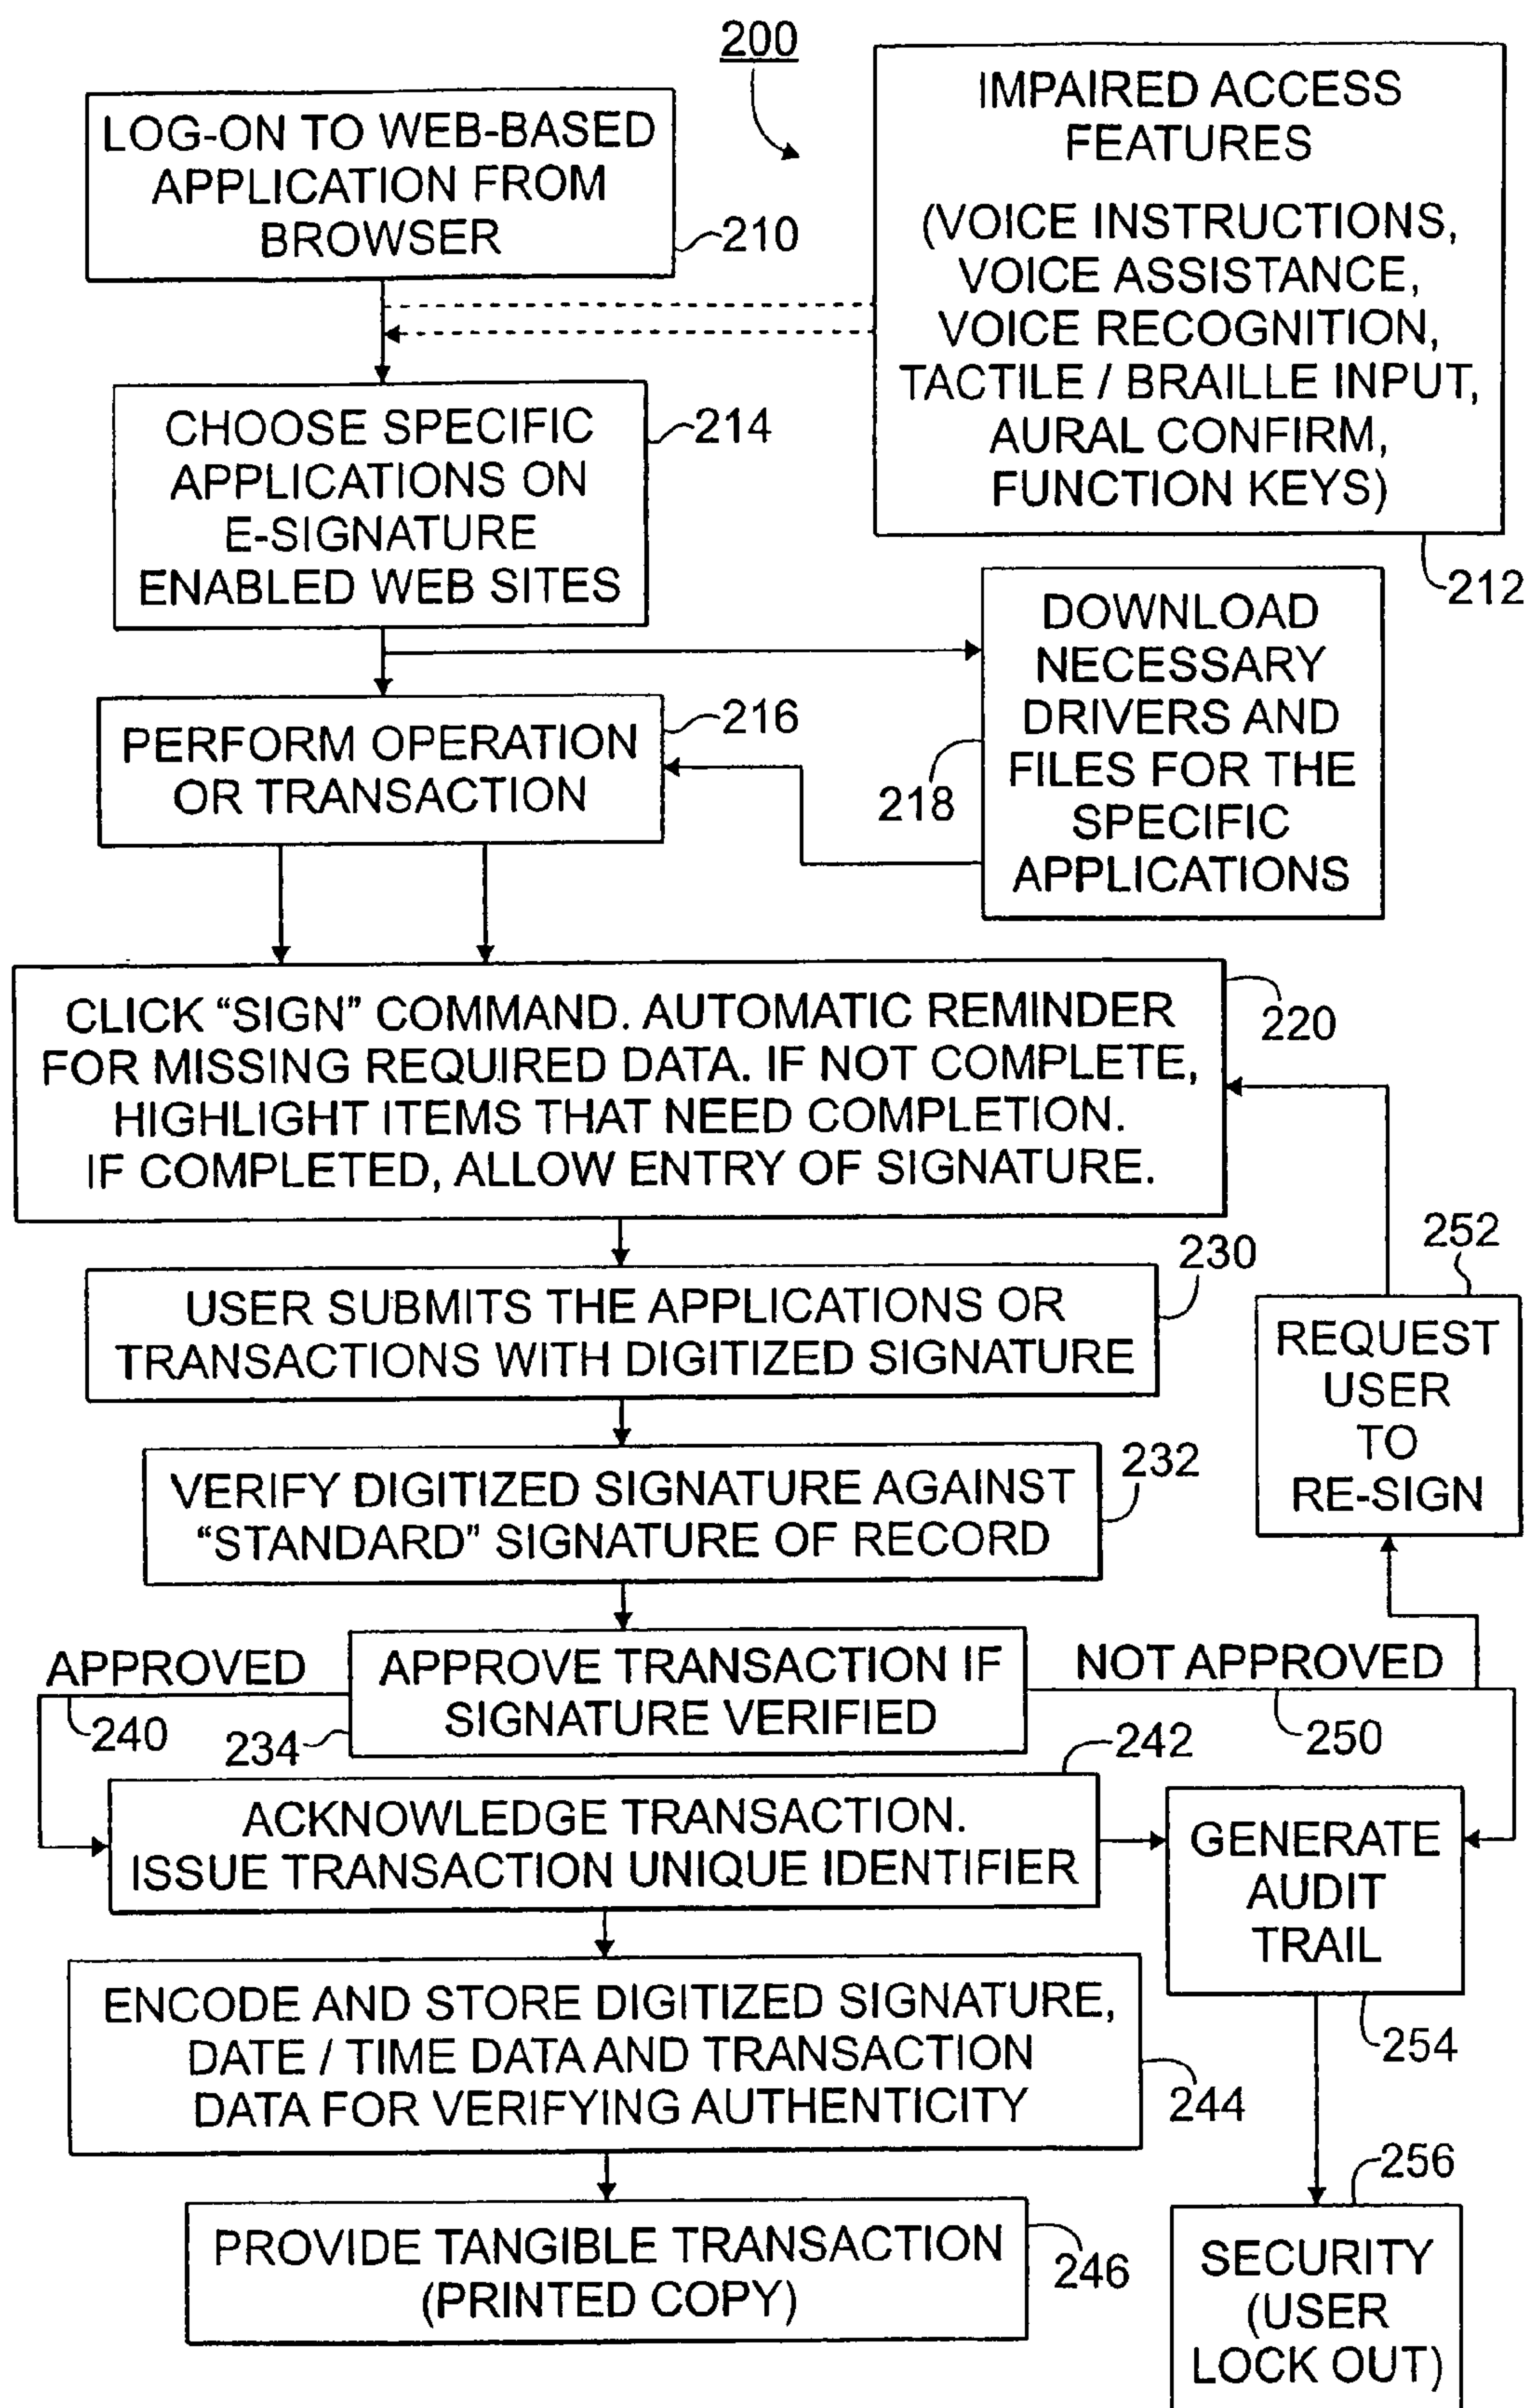 200
LOG-ON TO WEB-BASED
APPLICATION FROM
BROWSER
210
IMPAIRED ACCESS
FEATURES
(VOICE INSTRUCTIONS,
VOICE ASSISTANCE,
VOICE RECOGNITION,
TACTILE / BRAILLE INPUT,
AURAL CONFIRM,
FUNCTION KEYS)
212
CHOOSE SPECIFIC
APPLICATIONS ON
E-SIGNATURE
ENABLED WEB SITES
214
PERFORM OPERATION
OR TRANSACTION
216
DOWNLOAD
NECESSARY
DRIVERS AND
FILES FOR THE
SPECIFIC
APPLICATIONS
218
CLICK “SIGN” COMMAND. AUTOMATIC REMINDER
FOR MISSING REQUIRED DATA. IF NOT COMPLETE,
HIGHLIGHT ITEMS THAT NEED COMPLETION.
IF COMPLETED, ALLOW ENTRY OF SIGNATURE.
220
USER SUBMITS THE APPLICATIONS OR
TRANSACTIONS WITH DIGITIZED SIGNATURE
230
252
REQUEST
USER
TO
RE-SIGN
VERIFY DIGITIZED SIGNATURE AGAINST
“STANDARD” SIGNATURE OF RECORD
232
APPROVED
240
APPROVE TRANSACTION IF
SIGNATURE VERIFIED
234
NOT APPROVED
250
242
ACKNOWLEDGE TRANSACTION.
ISSUE TRANSACTION UNIQUE IDENTIFIER
GENERATE
AUDIT
TRAIL
254
ENCODE AND STORE DIGITIZED SIGNATURE,
DATE / TIME DATA AND TRANSACTION
DATA FOR VERIFYING AUTHENTICITY
244
PROVIDE TANGIBLE TRANSACTION
(PRINTED COPY)
246
256
SECURITY
(USER
LOCK OUT)